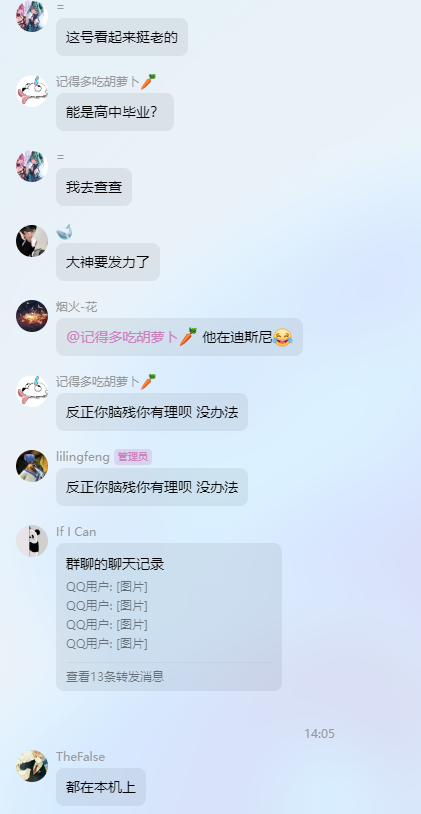 =
这号看起来挺老的
记得多吃胡萝卜🥕
能是高中毕业？
=
我去查查
🐋
大神要发力了
烟火-花
@记得多吃胡萝卜🥕 他在迪斯尼😂
记得多吃胡萝卜🥕
反正你脑残你有理呗 没办法
lilingfeng 管理员
反正你脑残你有理呗 没办法
If I Can
群聊的聊天记录
QQ用户: [图片]
QQ用户: [图片]
QQ用户: [图片]
QQ用户: [图片]
查看13条转发消息
14:05
TheFalse
都在本机上